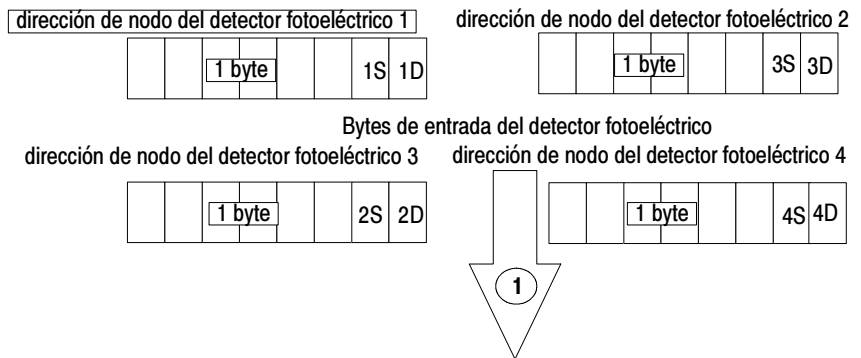 dirección de nodo del detector fotoeléctrico 1
dirección de nodo del detector fotoeléctrico 2
1 byte 1S 1D
1 byte 3S 3D
Bytes de entrada del detector fotoeléctrico
dirección de nodo del detector fotoeléctrico 3
dirección de nodo del detector fotoeléctrico 4
1 byte 2S 2D
1 byte 4S 4D
1